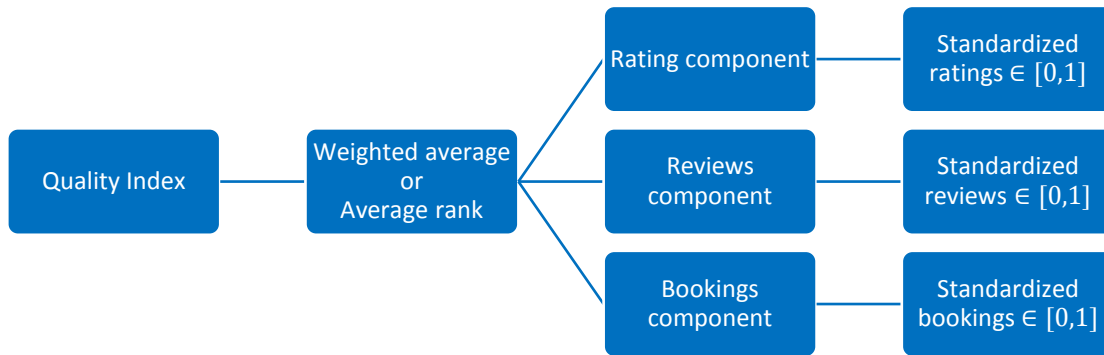 Quality Index
Weighted average
or
Average rank
Rating component
Standardized
ratings ∈ [0,1]
Reviews
component
Standardized
reviews ∈ [0,1]
Bookings
component
Standardized
bookings ∈ [0,1]